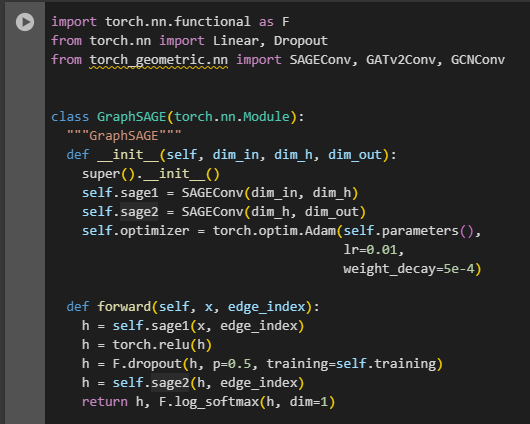 import torch.nn.functional as F
from torch.nn import Linear, Dropout
from torch_geometric.nn import SAGEConv, GATv2Conv, GCNConv
class GraphSAGE(torch.nn.Module):
"""GraphSAGE"""
def __init__(self, dim_in, dim_h, dim_out):
super().__init__()
self.sage1 = SAGEConv(dim_in, dim_h)
self.sage2 = SAGEConv(dim_h, dim_out)
self.optimizer = torch.optim.Adam(self.parameters(),
lr=0.01,
weight_decay=5e-4)
def forward(self, x, edge_index):
h = self.sage1(x, edge_index)
h = torch.relu(h)
h = F.dropout(h, p=0.5, training=self.training)
h = self.sage2(h, edge_index)
return h, F.log_softmax(h, dim=1)